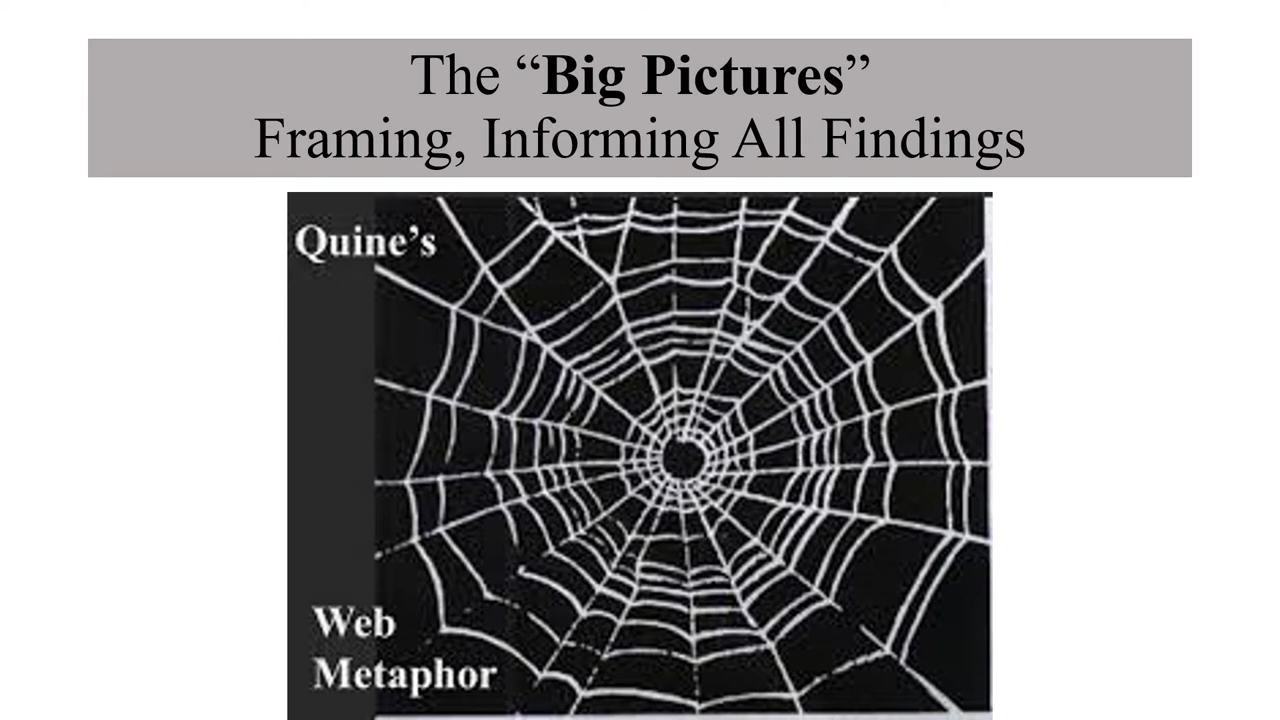 The “Big Pictures”
Framing, Informing All Findings
Quine’s
Web
Metaphor